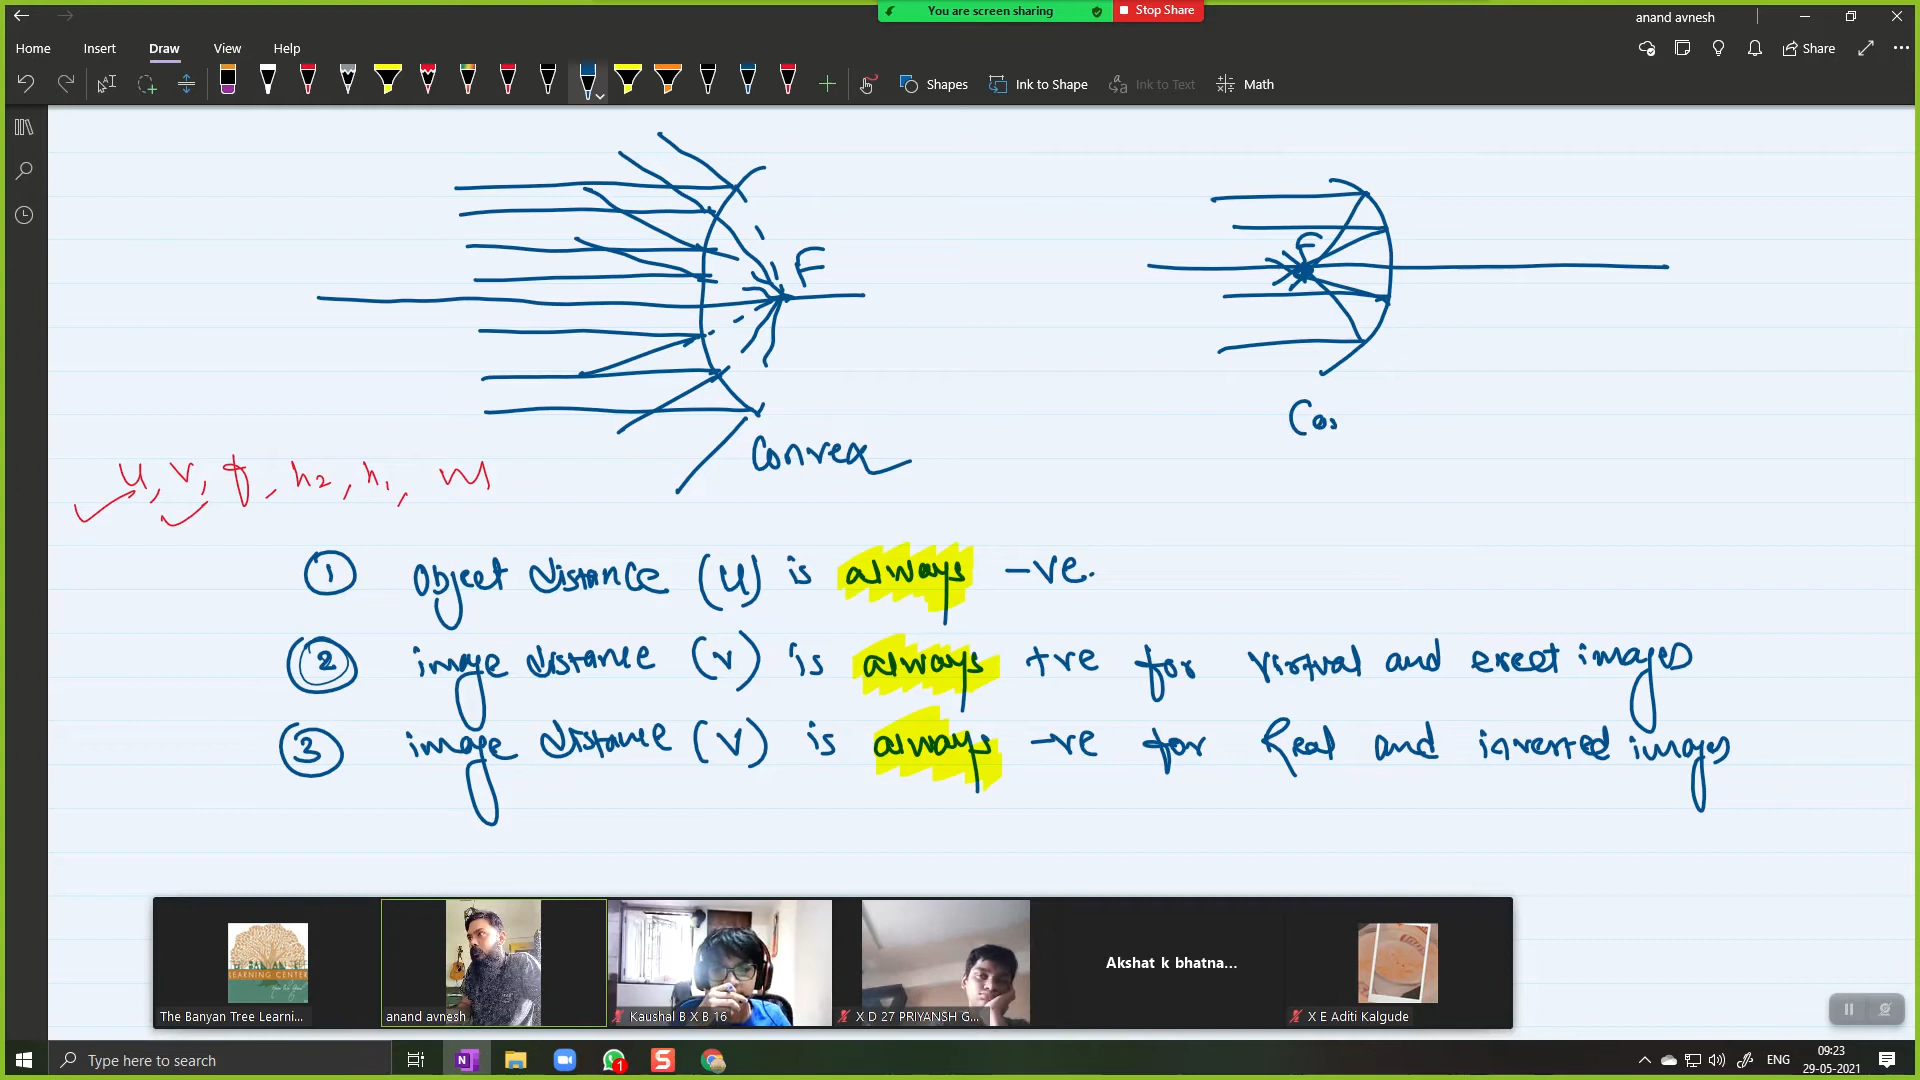 You are screen sharing
Stop Share
anand avnesh
Home Insert Draw View Help
Share
Shapes Ink to Shape Ink to Text Math
F
F
Convex
Co
u, v, f, h2, h1, m
1 object distance (u) is always -ve.
2 image distance (v) is always +ve for virtual and erect images
3 image distance (v) is always -ve for Real and inverted images
LEARNING CENTER
The Banyan Tree Learni...
anand avnesh
Kaushal B X B 16
X D 27 PRIYANSH G...
Akshat k bhatna...
X E Aditi Kalgude
Type here to search
N
S
1
ENG
09:23
29-05-2021